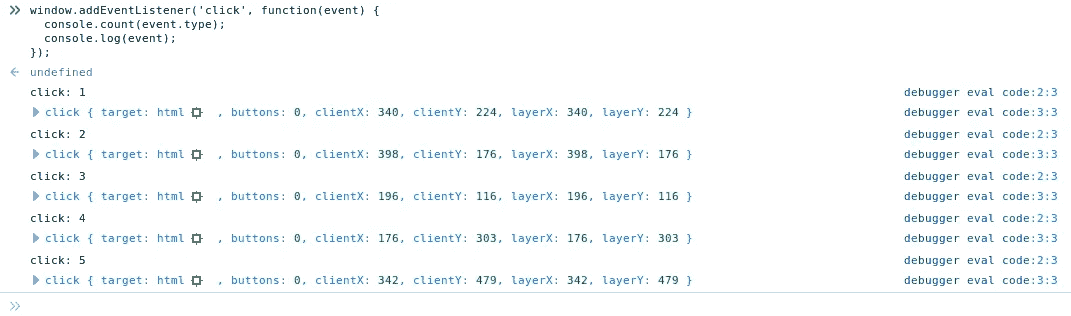 window.addEventListener('click', function(event) {
  console.count(event.type);
  console.log(event);
});
undefined
click: 1 debugger eval code:2:3
click { target: html , buttons: 0, clientX: 340, clientY: 224, layerX: 340, layerY: 224 } debugger eval code:3:3
click: 2 debugger eval code:2:3
click { target: html , buttons: 0, clientX: 398, clientY: 176, layerX: 398, layerY: 176 } debugger eval code:3:3
click: 3 debugger eval code:2:3
click { target: html , buttons: 0, clientX: 196, clientY: 116, layerX: 196, layerY: 116 } debugger eval code:3:3
click: 4 debugger eval code:2:3
click { target: html , buttons: 0, clientX: 176, clientY: 303, layerX: 176, layerY: 303 } debugger eval code:3:3
click: 5 debugger eval code:2:3
click { target: html , buttons: 0, clientX: 342, clientY: 479, layerX: 342, layerY: 479 } debugger eval code:3:3